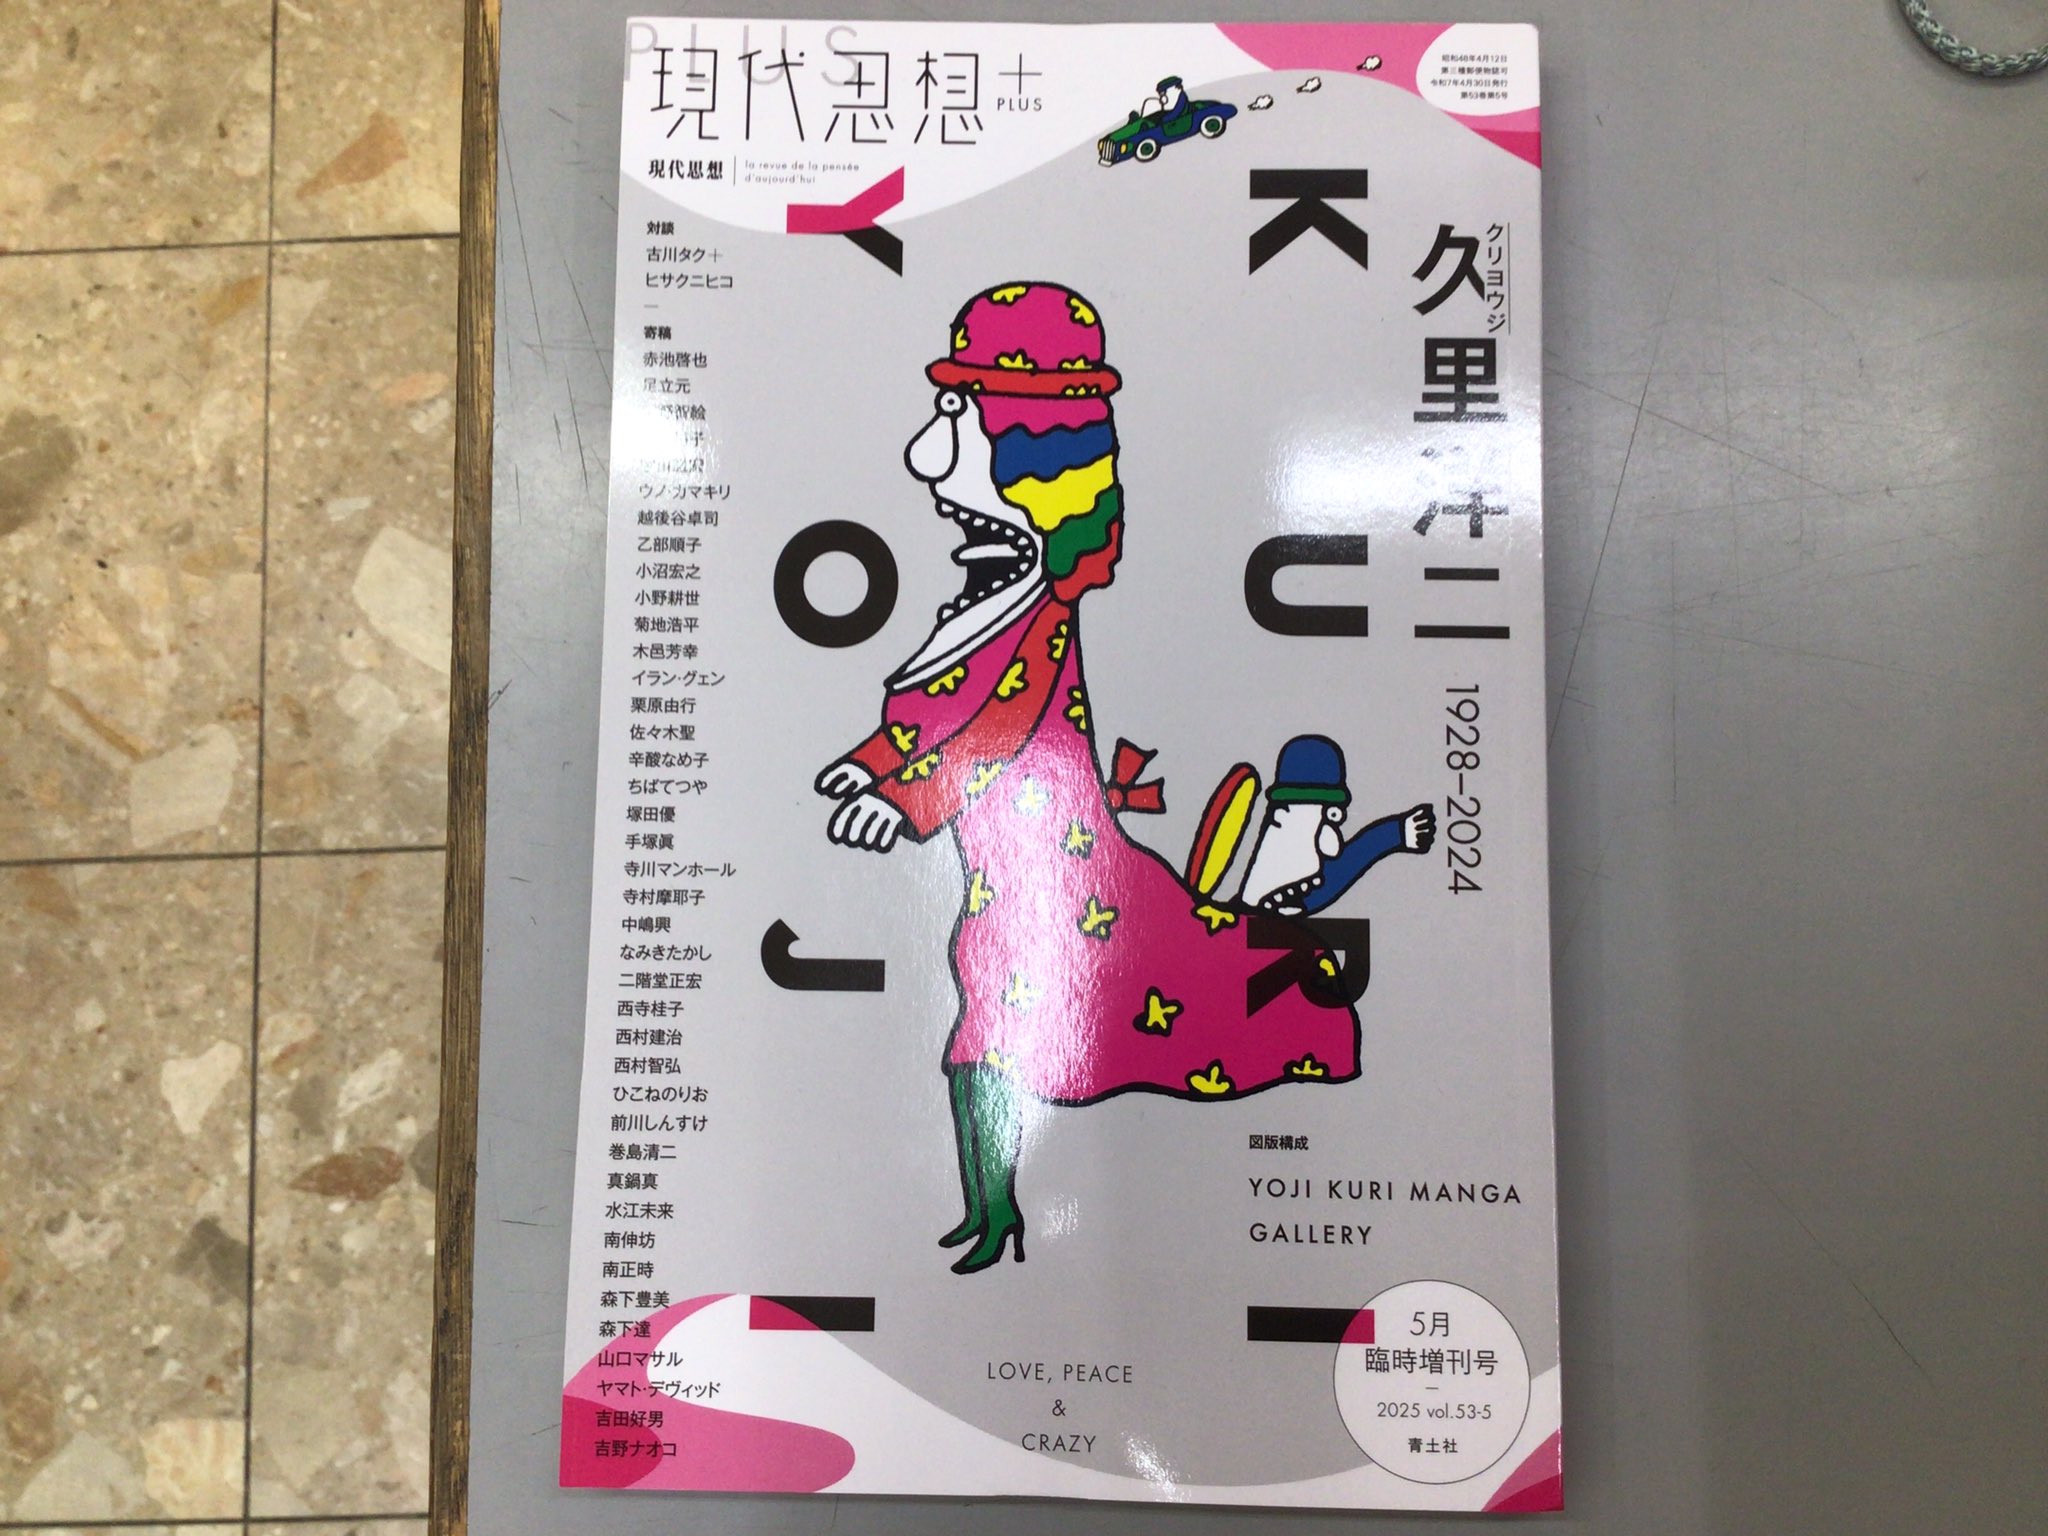 PLUS
現代思想+
PLUS
現代思想
la revue de la pensée
d'aujourd'hui
昭和48年4月12日
第三種郵便物認可
令和7年4月30日発行
第53巻第5号
クリヨウジ
久里洋二
1928-2024
KURI
YOJI
対談
古川タク+
ヒサクニヒコ
寄稿
赤池啓也
足立元
ウノ・カマキリ
越後谷卓司
乙部順子
小沼宏之
小野耕世
菊地浩平
木邑芳幸
イラン・グェン
栗原由行
佐々木聖
辛酸なめ子
ちばてつや
塚田優
手塚眞
寺川マンホール
寺村摩耶子
中嶋興
なみきたかし
二階堂正宏
西寺桂子
西村建治
西村智弘
ひこねのりお
前川しんすけ
巻島清二
真鍋真
水江未来
南伸坊
南正時
森下豊美
森下達
山口マサル
ヤマト・デヴィッド
吉田好男
吉野ナオコ
図版構成
YOJI KURI MANGA
GALLERY
LOVE, PEACE
&
CRAZY
5月
臨時増刊号
2025 vol.53-5
青土社